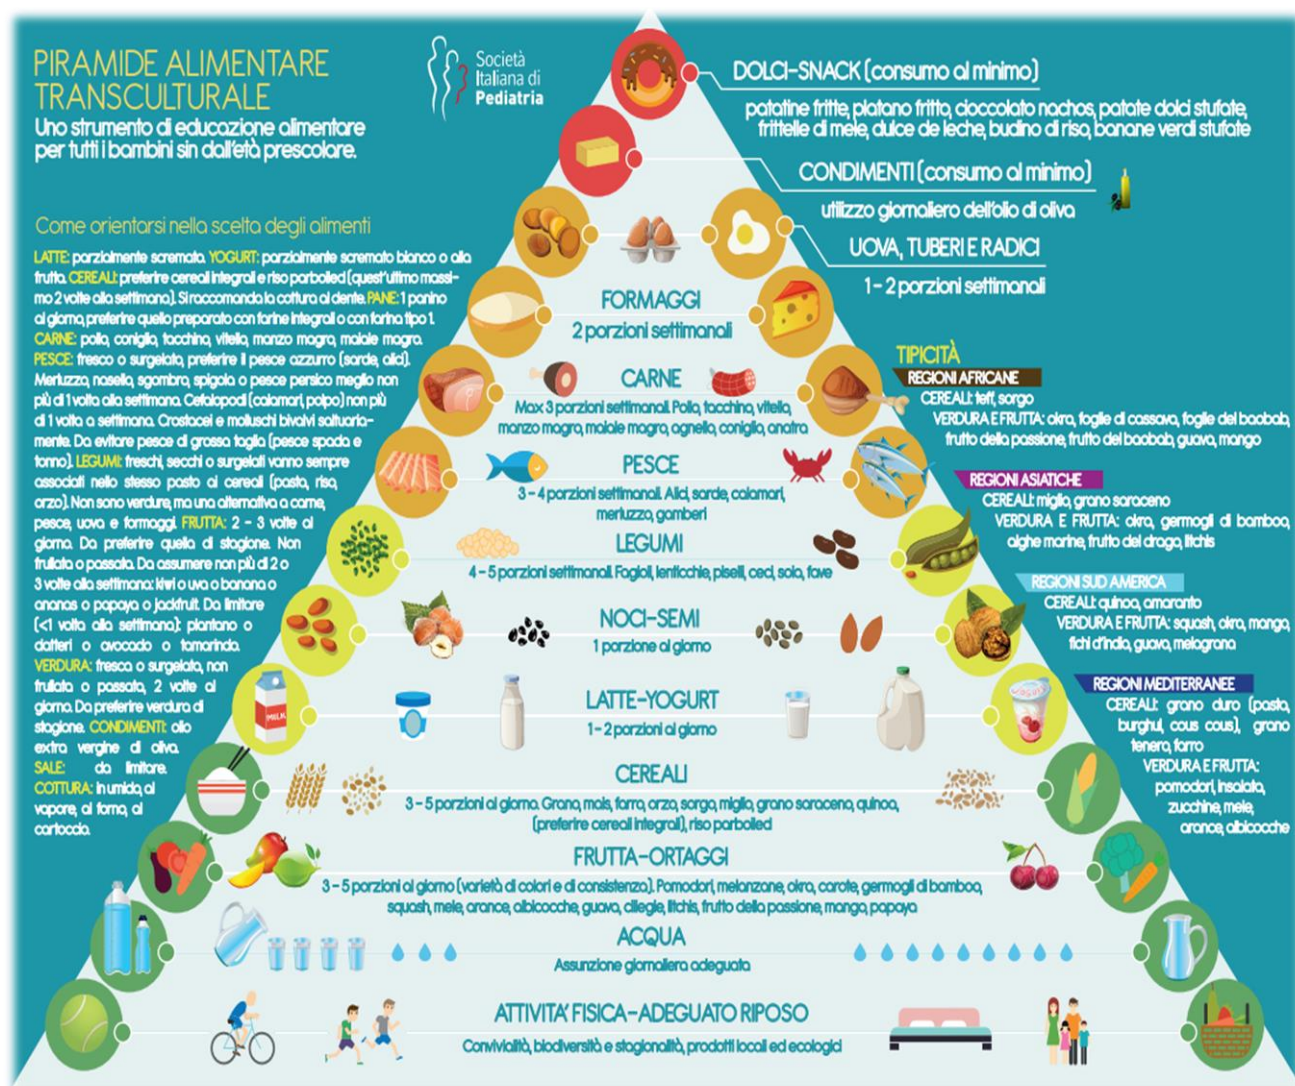 PIRAMIDE ALIMENTARE
TRANSCULTURALE
Uno strumento di educazione alimentare
per tutti i bambini sin dall'età prescolare.
Società
Italiana di
Pediatria
Come orientarsi nella scelta degli alimenti
LATTE: parzialmente scremato. YOGURT: parzialmente scremato bianco o alla
frutta. CEREALI: preferire cereali integrali e riso parboiled (quest'ultimo massi-
mo 2 volte alla settimana). Si raccomanda la cottura al dente. PANE: 1 panino
al giorno, preferire quello preparato con farine integrali o con farina tipo 1.
CARNE: pollo, coniglio, tacchino, vitello, manzo magro, maiale magro.
PESCE: fresco o surgelato, preferire il pesce azzurro (sarde, alici).
Merluzzo, nasello, sgombro, spigola o pesce persico meglio non
più di 1 volta alla settimana. Cefalopodi (calamari, polpo) non più
di 1 volta a settimana. Crostacei e molluschi bivalvi saltuaria-
mente. Da evitare pesce di grossa taglia (pesce spada e
tonno). LEGUMI: freschi, secchi o surgelati vanno sempre
associati nello stesso pasto ai cereali (pasta, riso,
orzo). Non sono verdure, ma una alternativa a carne,
pesce, uova e formaggi. FRUTTA: 2 - 3 volte al
giorno. Da preferire quella di stagione. Non
frullata o passata. Da assumere non più di 2 o
3 volte alla settimana: kiwi o uva o banana o
ananas o papaya o jackfruit. Da limitare
(<1 volta alla settimana): plantano o
datteri o avocado o tamarindo.
VERDURA: fresca o surgelata, non
frullata o passata, 2 volte al
giorno. Da preferire verdura di
stagione. CONDIMENTI: olio
extra vergine di oliva.
SALE: da limitare.
COTTURA: in umido, al
vapore, al forno, al
cartoccio.
DOLCI-SNACK (consumo al minimo)
patatine fritte, platano fritto, cioccolato nachos, patate dolci stufate,
frittelle di mele, dulce de leche, budino di riso, banane verdi stufate
CONDIMENTI (consumo al minimo)
utilizzo giornaliero dell'olio di oliva
UOVA, TUBERI E RADICI
1 - 2 porzioni settimanali
FORMAGGI
2 porzioni settimanali
CARNE
Max 3 porzioni settimanali. Pollo, tacchino, vitello,
manzo magro, maiale magro, agnello, coniglio, anatra
PESCE
3 - 4 porzioni settimanali. Alici, sarde, calamari,
merluzzo, gamberi
LEGUMI
4 - 5 porzioni settimanali. Fagioli, lenticchie, piselli, ceci, soia, fave
NOCI-SEMI
1 porzione al giorno
MILK
LATTE-YOGURT
1 - 2 porzioni al giorno
yogurt
CEREALI
3 - 5 porzioni al giorno. Grano, mais, farro, orzo, sorgo, miglio, grano saraceno, quinoa,
(preferire cereali integrali), riso parboiled
FRUTTA-ORTAGGI
3 - 5 porzioni al giorno (varietà di colori e di consistenza). Pomodori, melanzane, okra, carote, germogli di bamboo,
squash, mele, arance, albicocche, guava, ciliegie, litchis, frutto della passione, mango, papaya
ACQUA
Assunzione giornaliera adeguata
ATTIVITA' FISICA-ADEGUATO RIPOSO
Convivialità, biodiversità e stagionalità, prodotti locali ed ecologici
TIPICITÀ
REGIONI AFRICANE
CEREALI: teff, sorgo
VERDURA E FRUTTA: okra, foglie di cassava, foglie del baobab,
frutto della passione, frutto del baobab, guava, mango
REGIONI ASIATICHE
CEREALI: miglio, grano saraceno
VERDURA E FRUTTA: okra, germogli di bamboo,
alghe marine, frutto del drago, litchis
REGIONI SUD AMERICA
CEREALI: quinoa, amaranto
VERDURA E FRUTTA: squash, okra, mango,
fichi d'india, guava, melagrana
REGIONI MEDITERRANEE
CEREALI: grano duro (pasta,
burghul, cous cous), grano
tenero, farro
VERDURA E FRUTTA:
pomodori, insalata,
zucchine, mele,
arance, albicocche